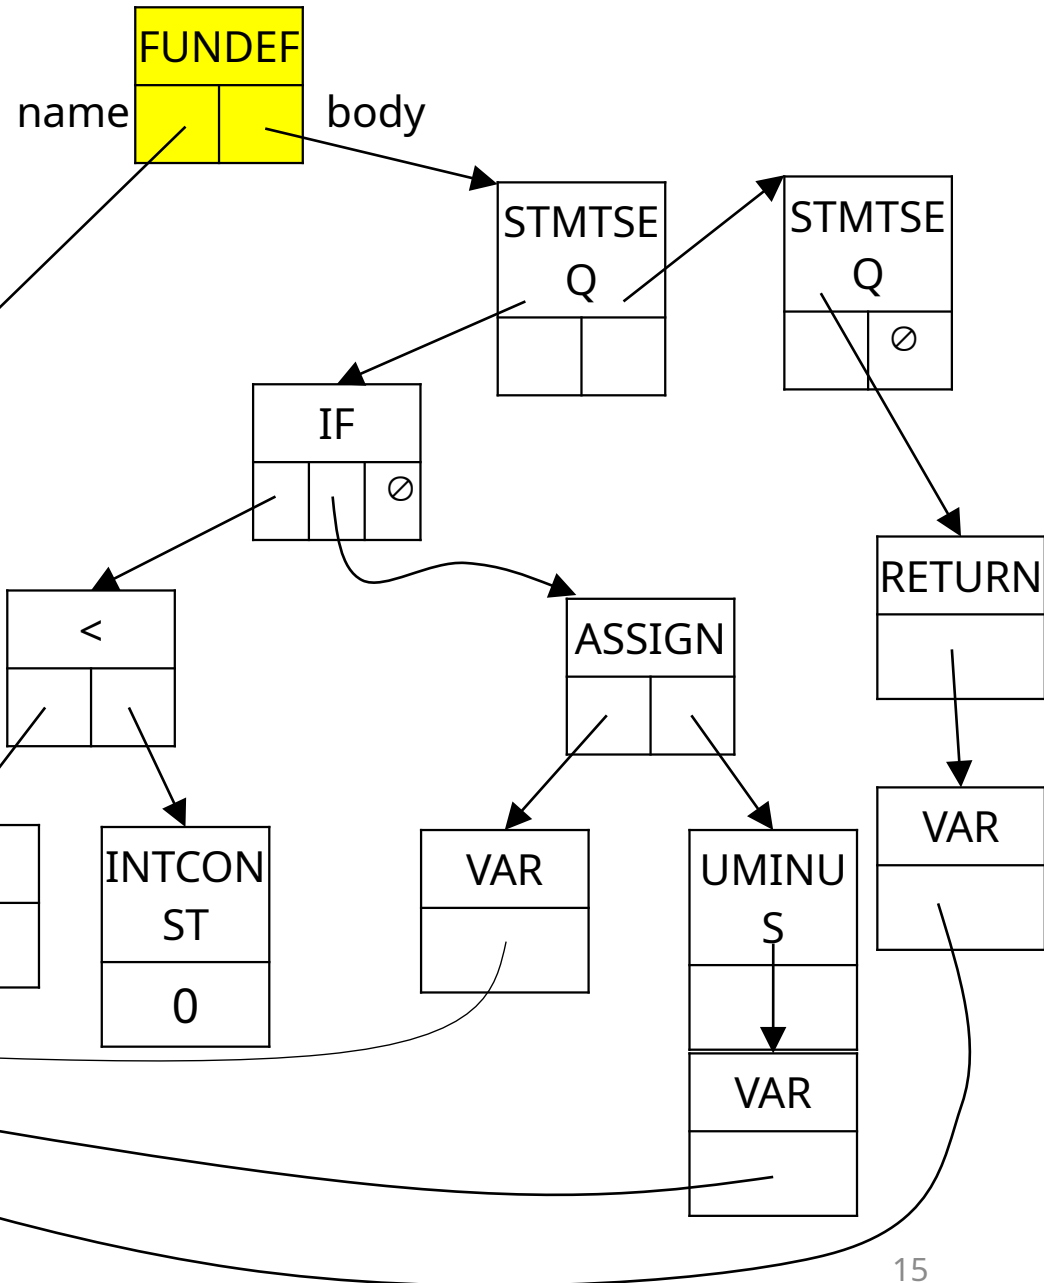 FUNDEF
name
body
STMTSE
Q
STMTSE
Q
∅
IF
∅
<
ASSIGN
RETURN
INTCON
ST
0
VAR
UMINU
S
VAR
VAR
15